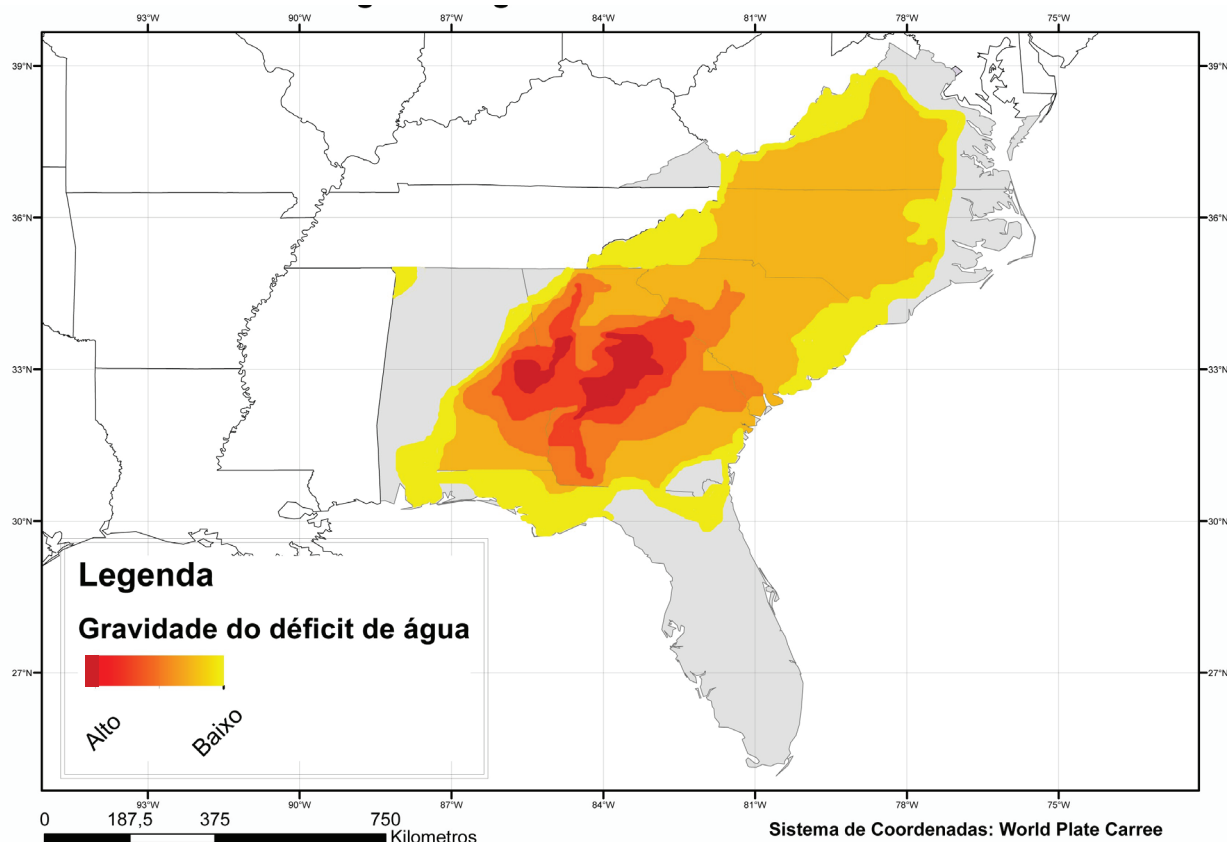 93°W 90°W 87°W 84°W 81°W 78°W 75°W
39°N 39°N
36°N 36°N
33°N 33°N
30°N 30°N
27°N 27°N
Legenda
Gravidade do déficit de água
Alto Baixo
93°W 90°W 87°W 84°W 81°W 78°W 75°W
0 187,5 375 750
Kilometros
Sistema de Coordenadas: World Plate Carree